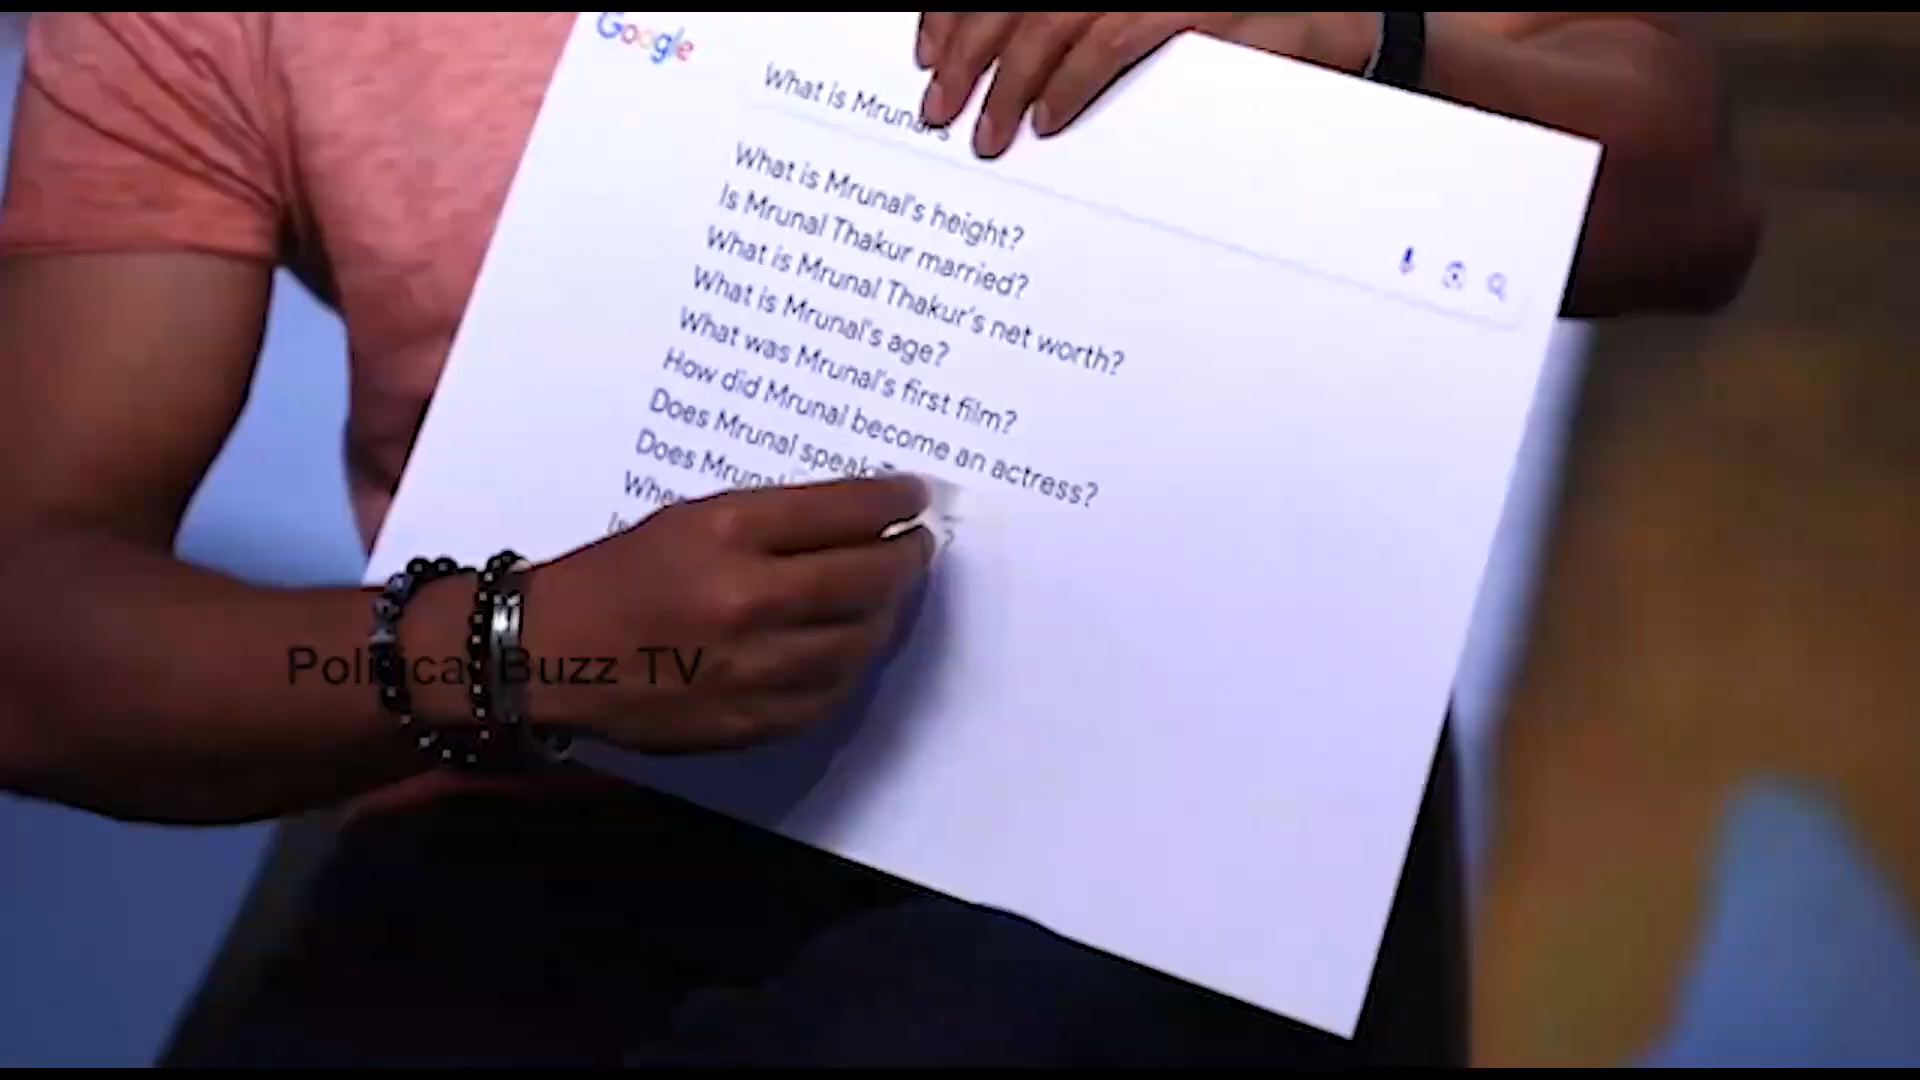 Google
What is Mrunal's
What is Mrunal's height?
Is Mrunal Thakur married?
What is Mrunal Thakur's net worth?
What is Mrunal's age?
What was Mrunal's first film?
How did Mrunal become an actress?
Does Mrunal speak
Does Mrunal
?
Is
Political Buzz TV